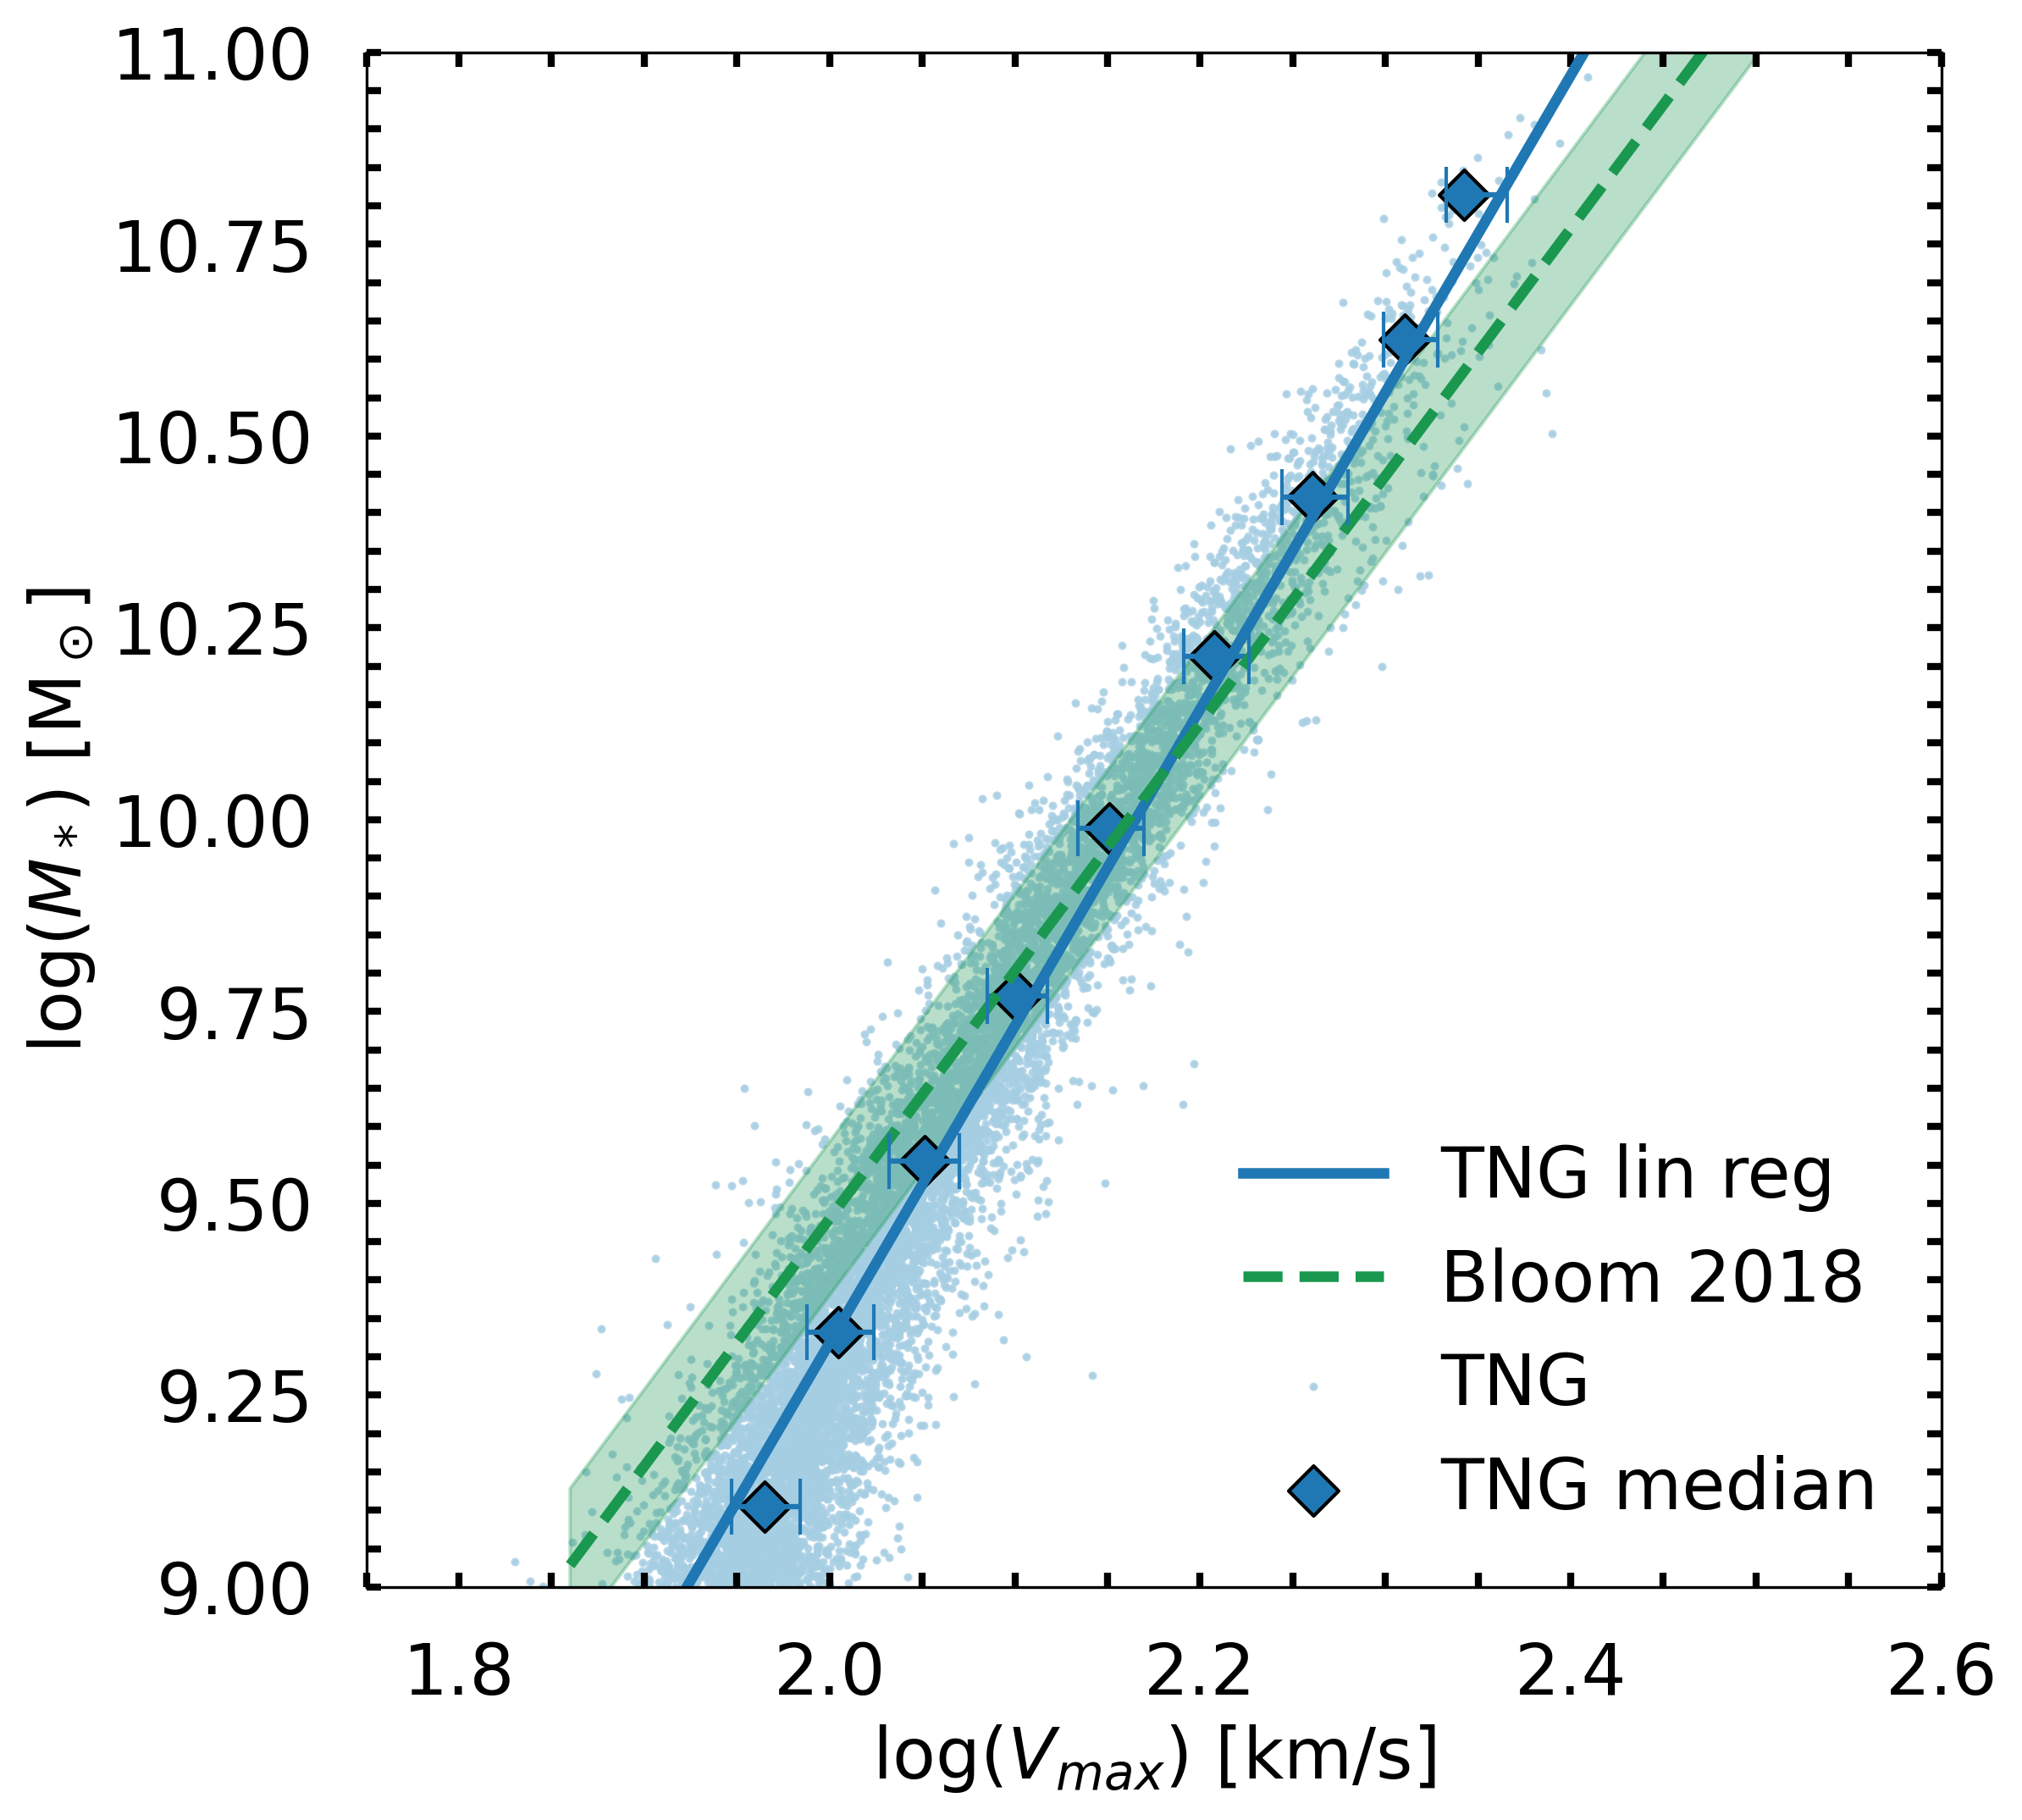 11.00
10.75
10.50
10.25
10.00
9.75
9.50
9.25
9.00
log(M*) [M⊙]
TNG lin reg
Bloom 2018
TNG
TNG median
1.8 2.0 2.2 2.4 2.6
log(Vmax) [km/s]